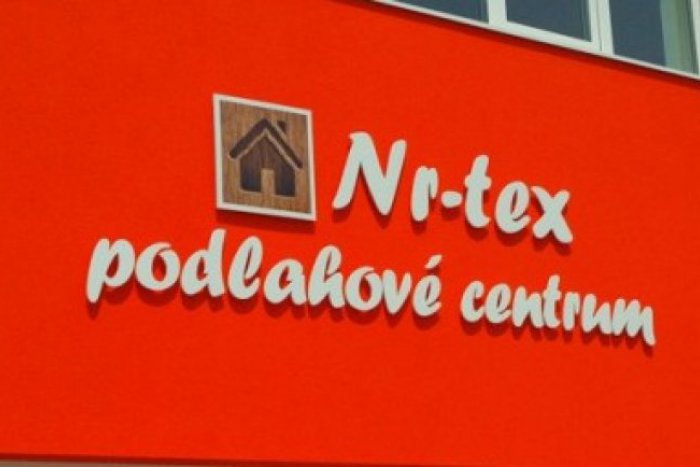 Nr-tex
podlahové centrum